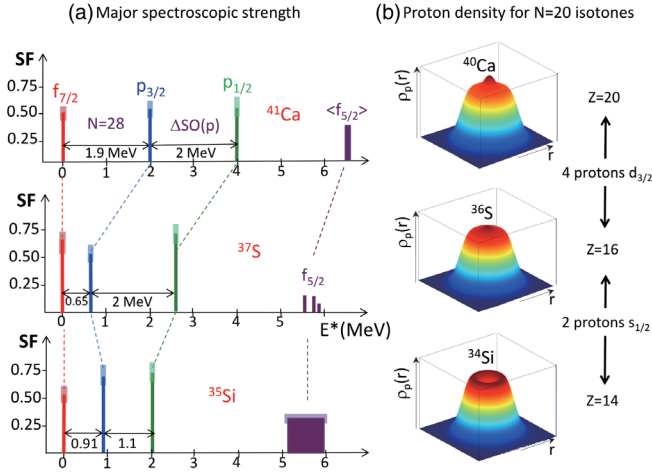 (a) Major spectroscopic strength
(b) Proton density for N=20 isotones
SF
0.75
0.50
0.25
f7/2
p3/2
p1/2
N=28
ΔSO(p)
41Ca
<f5/2>
1.9 MeV
2 MeV
0 1 2 3 4 5 6
SF
0.75
0.50
0.25
37S
f5/2
0.65
2 MeV
0 1 2 3 4 5 6
E*(MeV)
SF
0.75
0.50
0.25
35Si
0.91
1.1
0 1 2 3 4 5 6
40Ca
ρp(r)
r
Z=20
4 protons d3/2
36S
ρp(r)
r
Z=16
2 protons s1/2
34Si
ρp(r)
r
Z=14